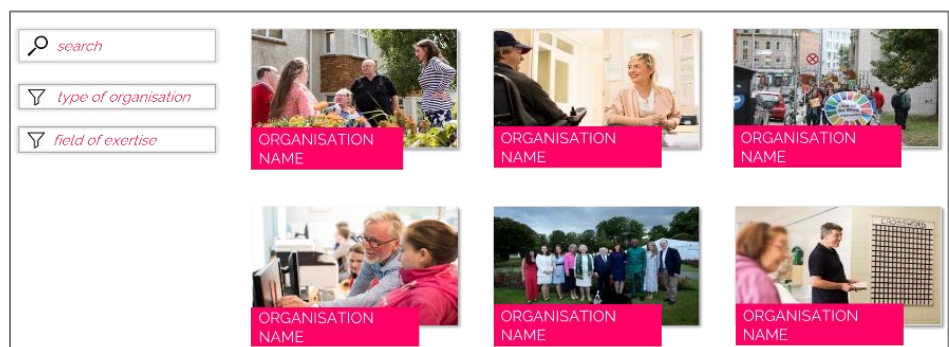 search
type of organisation
field of exertise
ORGANISATION
NAME
ORGANISATION
NAME
ORGANISATION
NAME
ORGANISATION
NAME
ORGANISATION
NAME
ORGANISATION
NAME